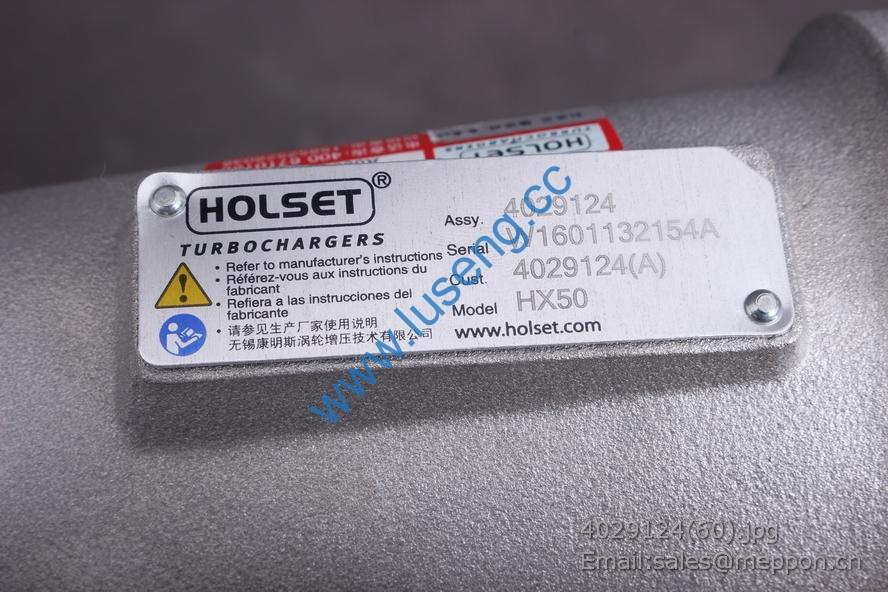 HOLSET
TURBOCHARGERS
HOLSET®
TURBOCHARGERS
• Refer to manufacturer's instructions
• Référez-vous aux instructions du
fabricant
• Refiera a las instrucciones del
fabricante
• 请参见生产厂家使用说明
无锡康明斯涡轮增压技术有限公司
Assy. 4029124
Serial W1601132154A
Cust. 4029124(A)
Model HX50
www.holset.com
www.luseng.cc
4029124(60).jpg
Email:sales@meppon.cn